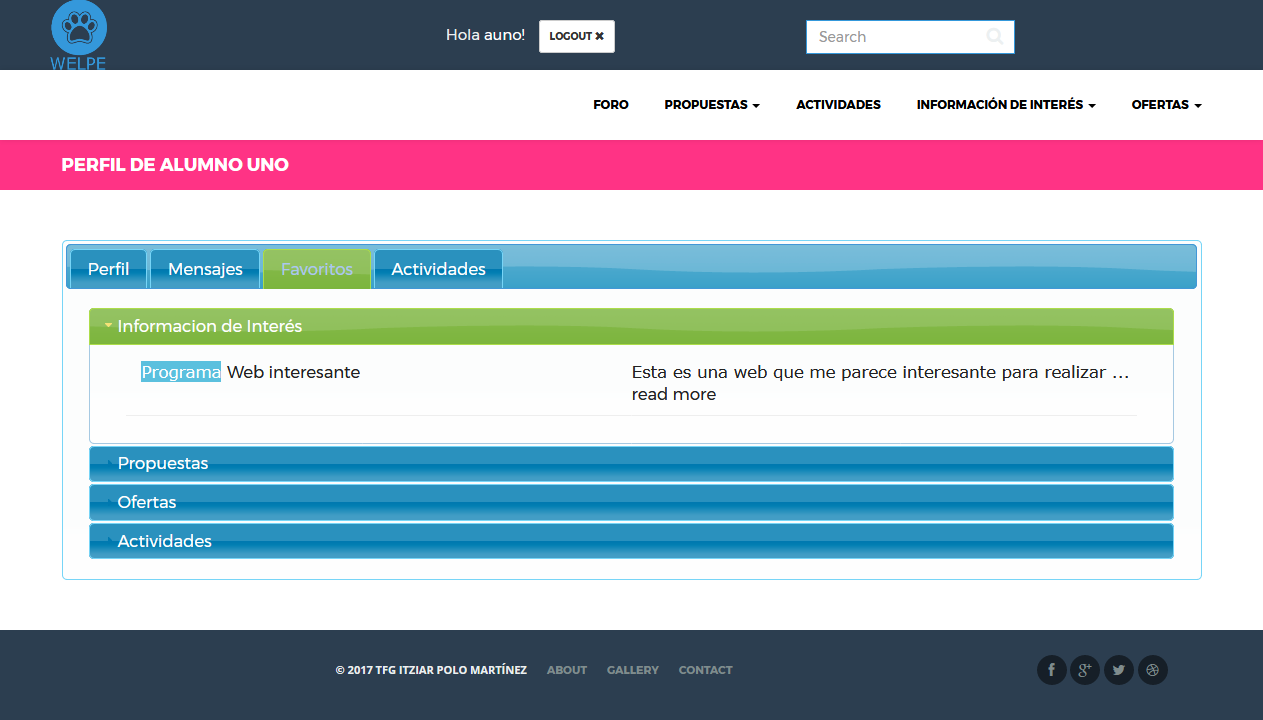 WELPE
Hola auno!
LOGOUT ✖
Search
FORO
PROPUESTAS
ACTIVIDADES
INFORMACIÓN DE INTERÉS
OFERTAS
PERFIL DE ALUMNO UNO
Perfil
Mensajes
Favoritos
Actividades
Informacion de Interés
Programa Web interesante
Esta es una web que me parece interesante para realizar ...
read more
Propuestas
Ofertas
Actividades
© 2017 TFG ITZIAR POLO MARTÍNEZ
ABOUT
GALLERY
CONTACT